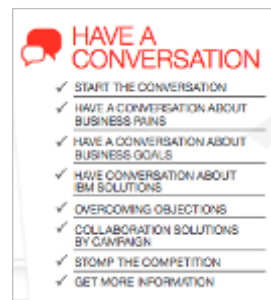 HAVE A
CONVERSATION
START THE CONVERSATION
HAVE A CONVERSATION ABOUT
BUSINESS PAINS
HAVE A CONVERSATION ABOUT
BUSINESS GOALS
HAVE CONVERSATION ABOUT
IBM SOLUTIONS
OVERCOMING OBJECTIONS
COLLABORATION SOLUTIONS
BY CAMPAIGN
STOMP THE COMPETITION
GET MORE INFORMATION